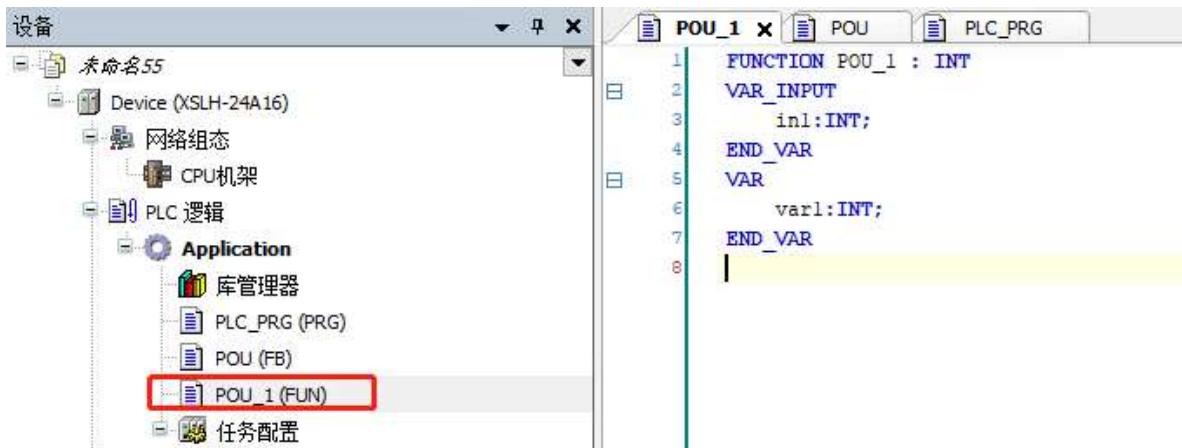 设备
未命名55
Device (XSLH-24A16)
网络组态
CPU机架
PLC 逻辑
Application
库管理器
PLC_PRG (PRG)
POU (FB)
POU_1 (FUN)
任务配置
POU_1 POU PLC_PRG
1 FUNCTION POU_1 : INT
2 VAR_INPUT
3 in1:INT;
4 END_VAR
5 VAR
6 var1:INT;
7 END_VAR
8